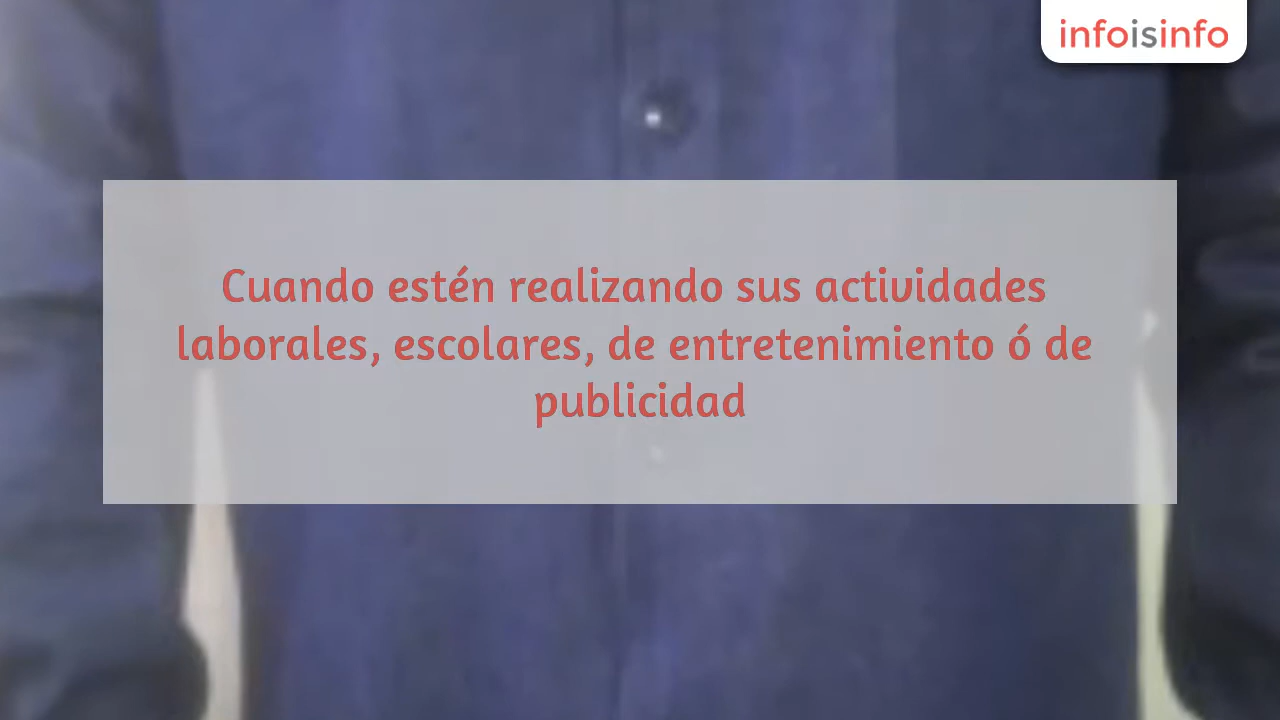 infoisinfo
Cuando estén realizando sus actividades
laborales, escolares, de entretenimiento ó de
publicidad